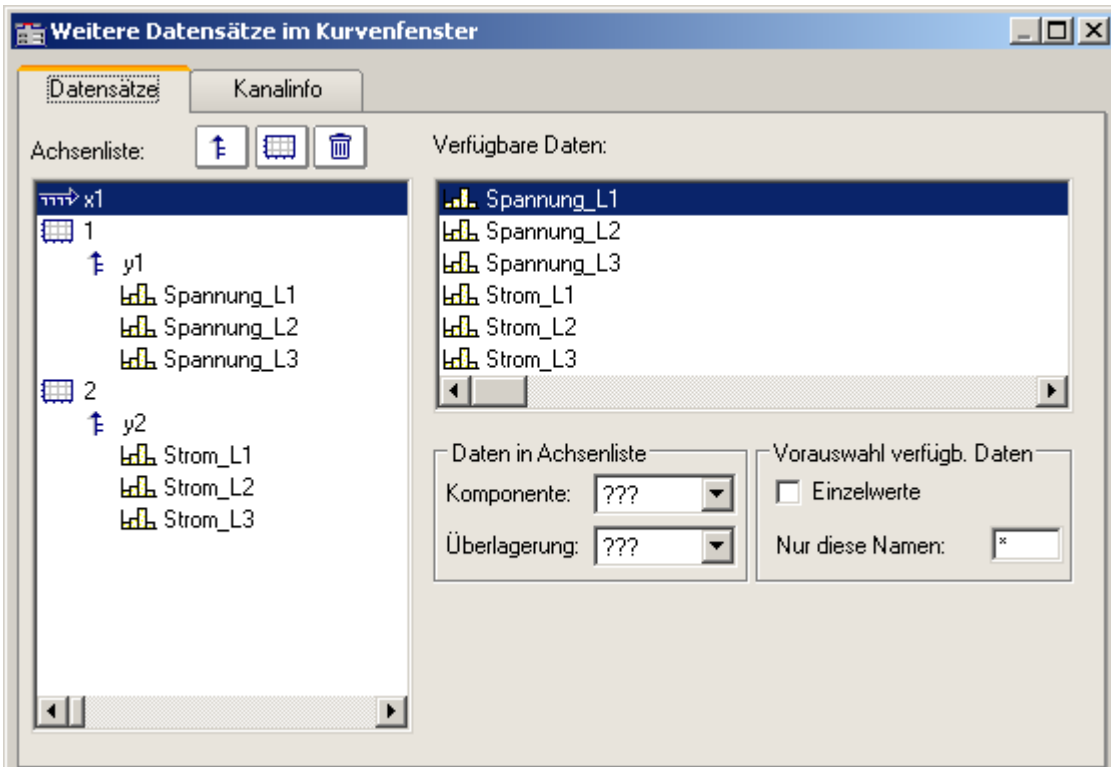 Weitere Datensätze im Kurvenfenster
Datensätze
Kanalinfo
Achsenliste:
x1
1
y1
Spannung_L1
Spannung_L2
Spannung_L3
2
y2
Strom_L1
Strom_L2
Strom_L3
Verfügbare Daten:
Spannung_L1
Spannung_L2
Spannung_L3
Strom_L1
Strom_L2
Strom_L3
Daten in Achsenliste
Komponente: ???
Überlagerung: ???
Vorauswahl verfügb. Daten
Einzelwerte
Nur diese Namen: *